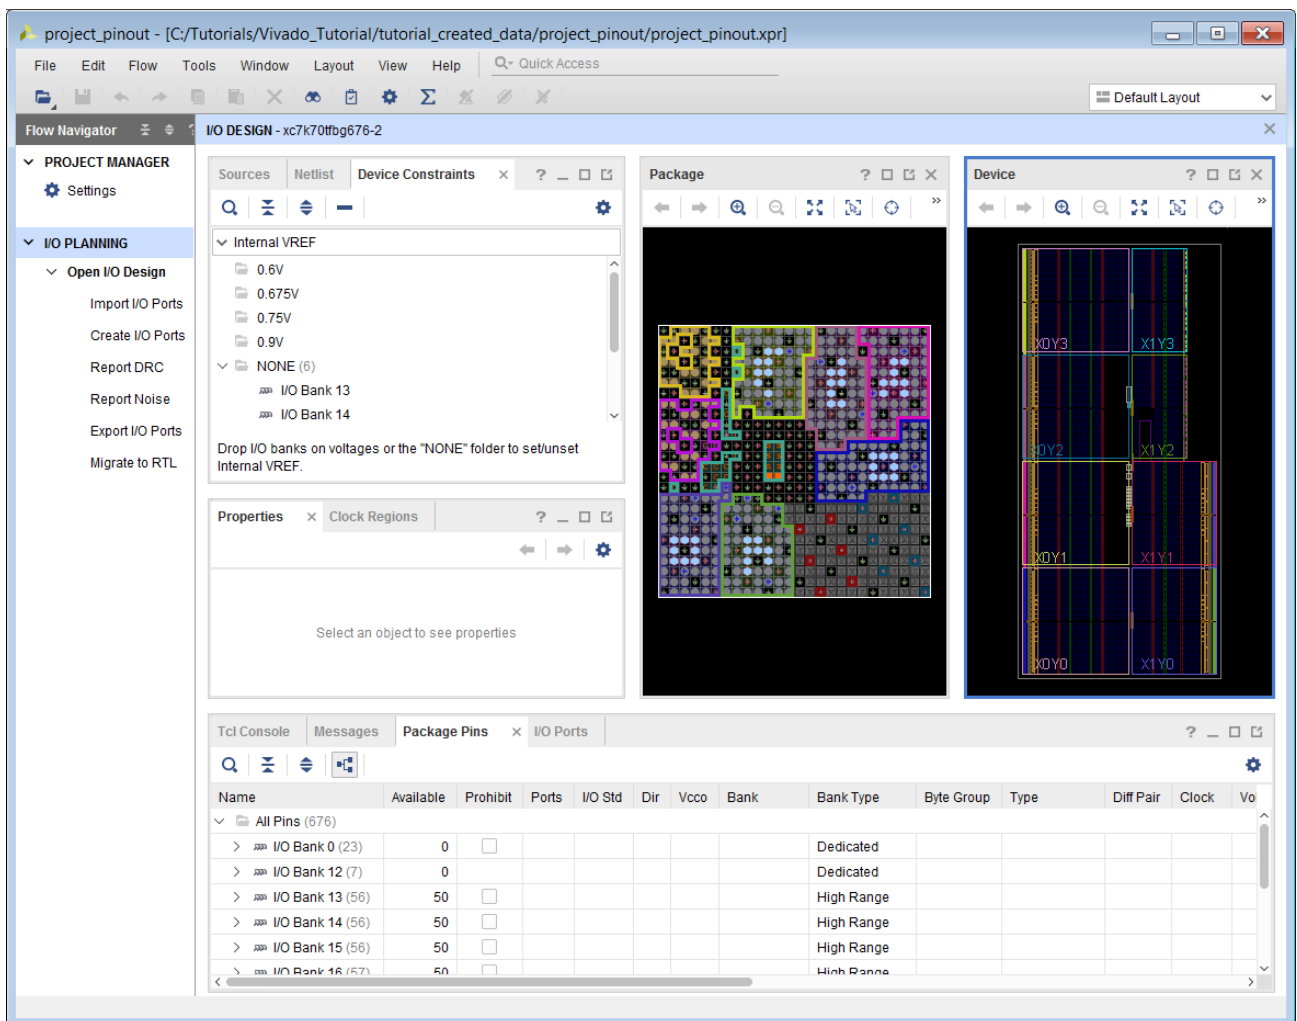 project_pinout - [C:/Tutorials/Vivado_Tutorial/tutorial_created_data/project_pinout/project_pinout.xpr]
File Edit Flow Tools Window Layout View Help Quick Access
Default Layout
Flow Navigator
I/O DESIGN - xc7k70tfbg676-2
PROJECT MANAGER
Settings
I/O PLANNING
Open I/O Design
Import I/O Ports
Create I/O Ports
Report DRC
Report Noise
Export I/O Ports
Migrate to RTL
Sources Netlist Device Constraints
Internal VREF
0.6V
0.675V
0.75V
0.9V
NONE (6)
I/O Bank 13
I/O Bank 14
Drop I/O banks on voltages or the "NONE" folder to set/unset
Internal VREF.
Properties Clock Regions
Select an object to see properties
Package
Device
X0Y3 X1Y3
X0Y2 X1Y2
X0Y1 X1Y1
X0Y0 X1Y0
Tcl Console Messages Package Pins I/O Ports
Name Available Prohibit Ports I/O Std Dir Vcco Bank Bank Type Byte Group Type Diff Pair Clock
All Pins (676)
I/O Bank 0 (23) 0 Dedicated
I/O Bank 12 (7) 0 Dedicated
I/O Bank 13 (56) 50 High Range
I/O Bank 14 (56) 50 High Range
I/O Bank 15 (56) 50 High Range
I/O Bank 16 (57) 50 High Range